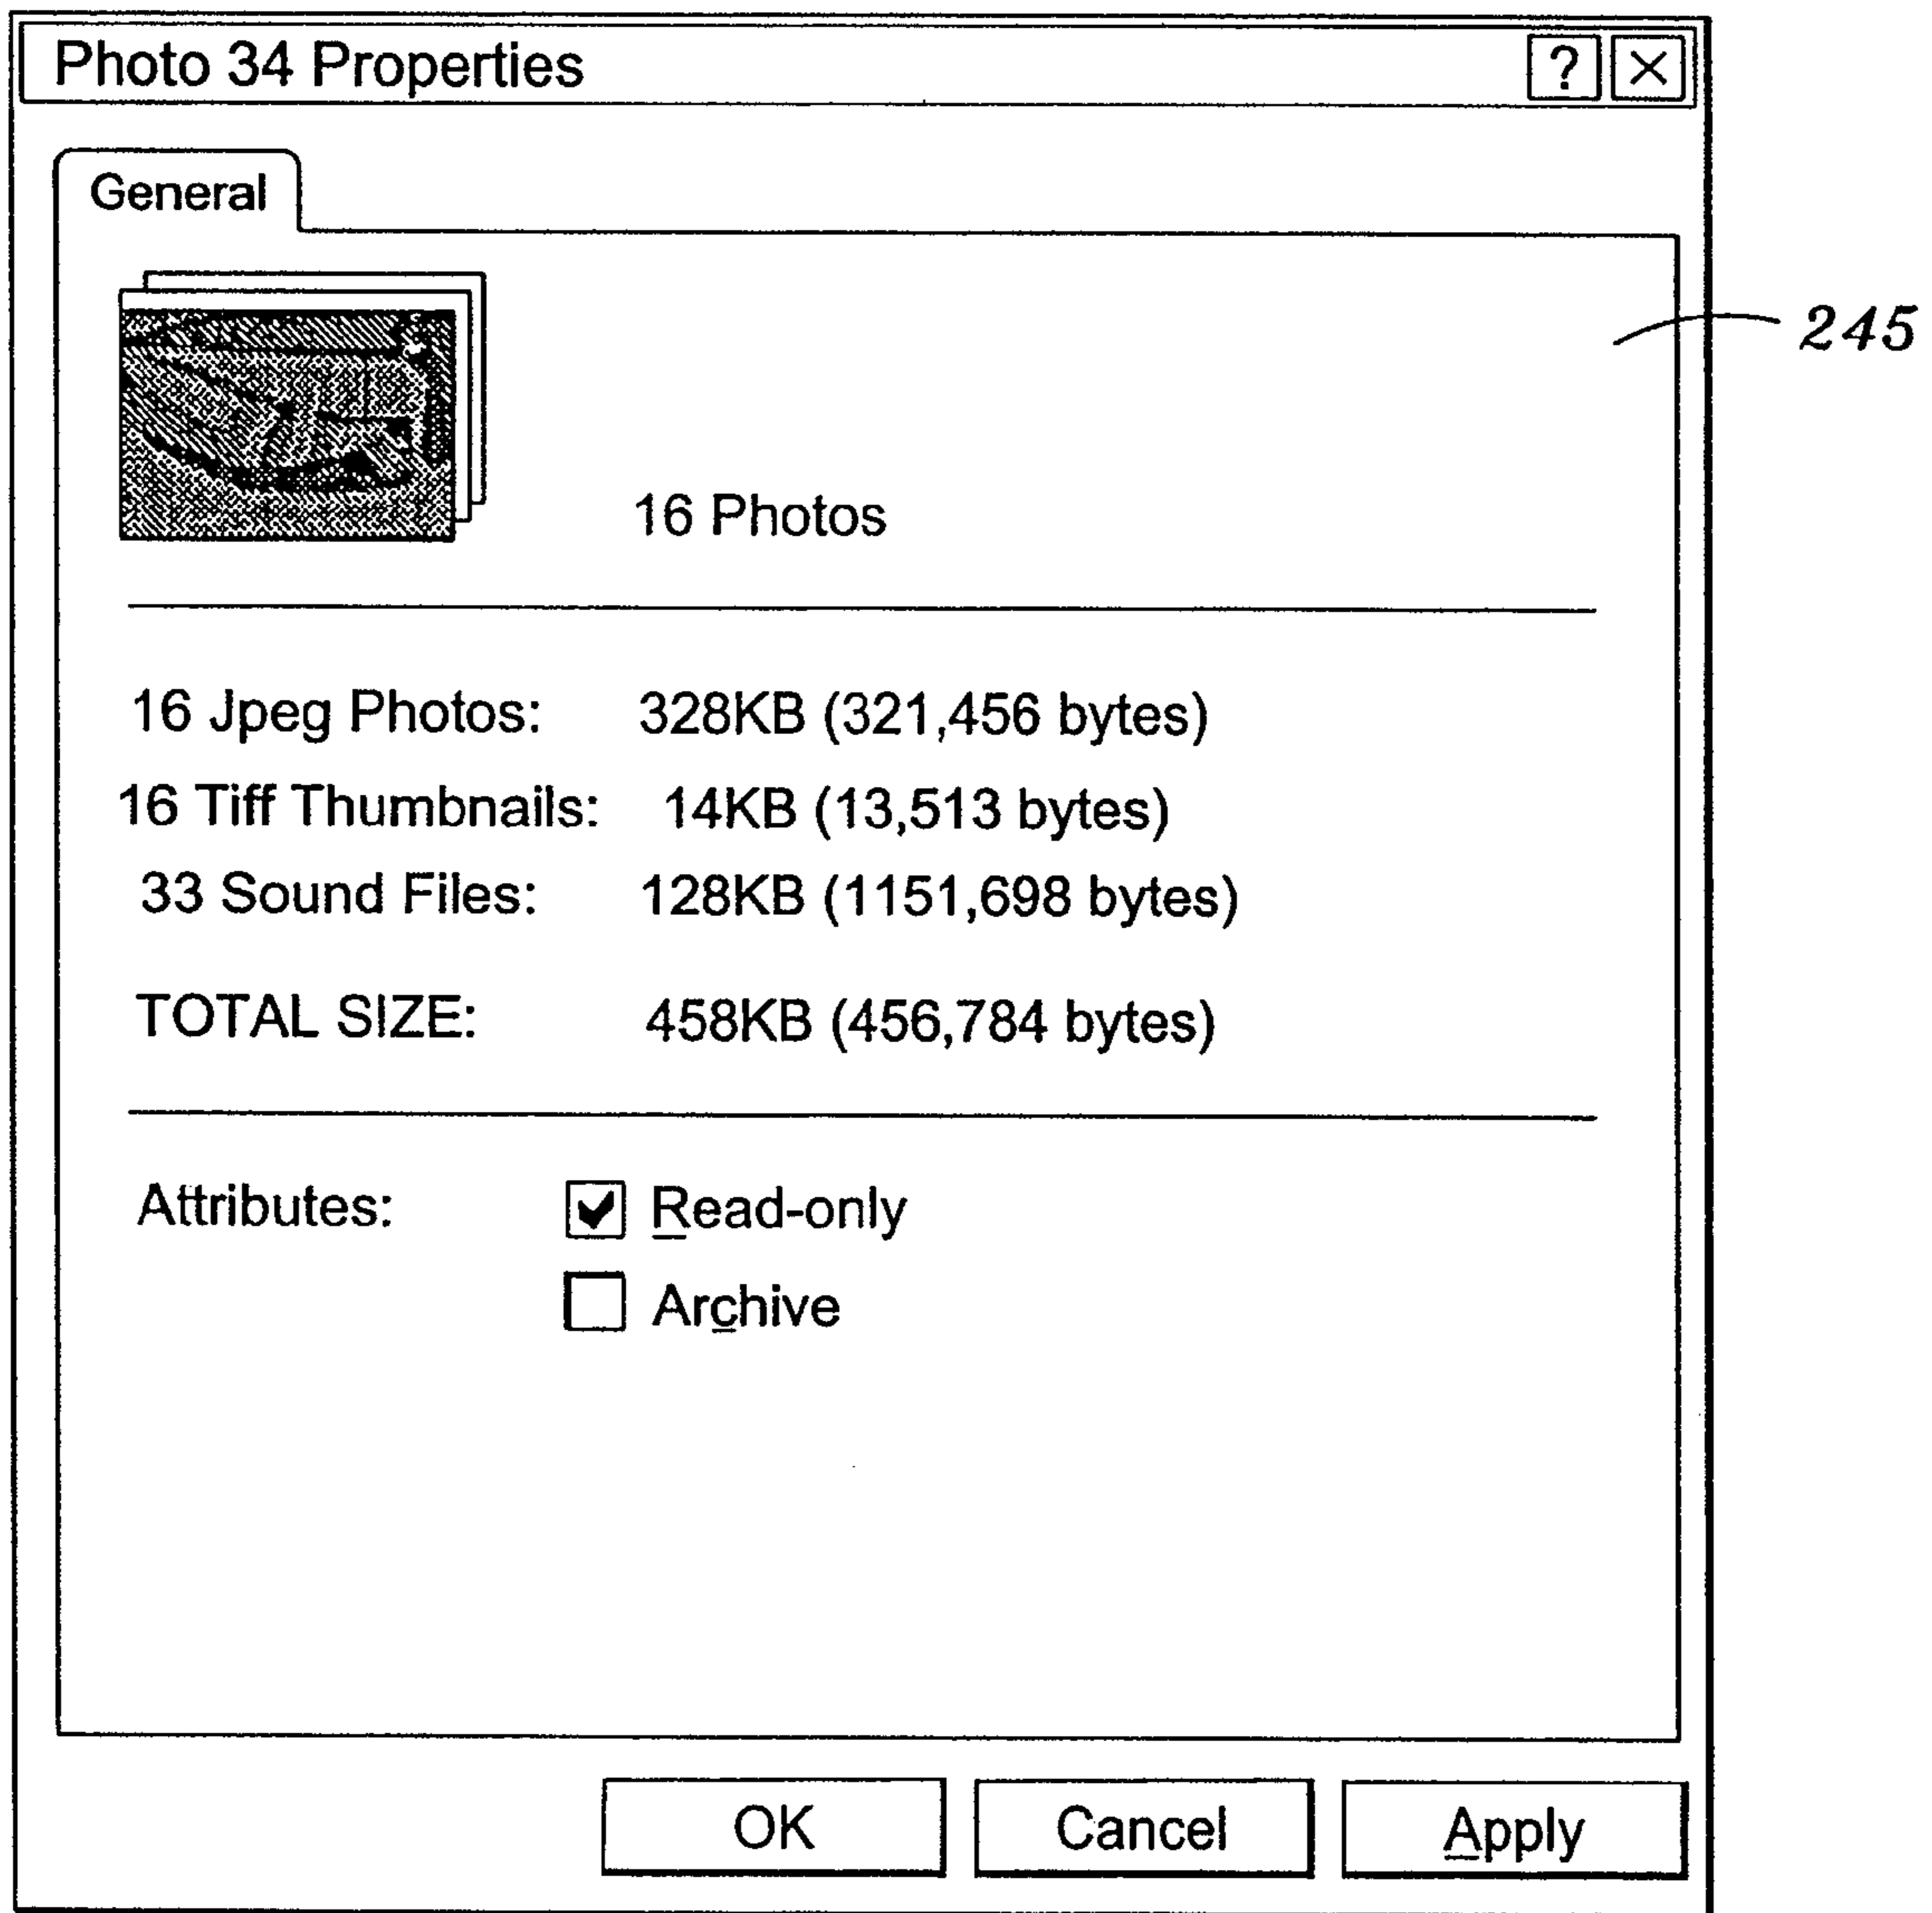 Photo 34 Properties ? ×
General
245
16 Photos
16 Jpeg Photos: 328KB (321,456 bytes)
16 Tiff Thumbnails: 14KB (13,513 bytes)
33 Sound Files: 128KB (1151,698 bytes)
TOTAL SIZE: 458KB (456,784 bytes)
Attributes: Read-only
Archive
OK Cancel Apply